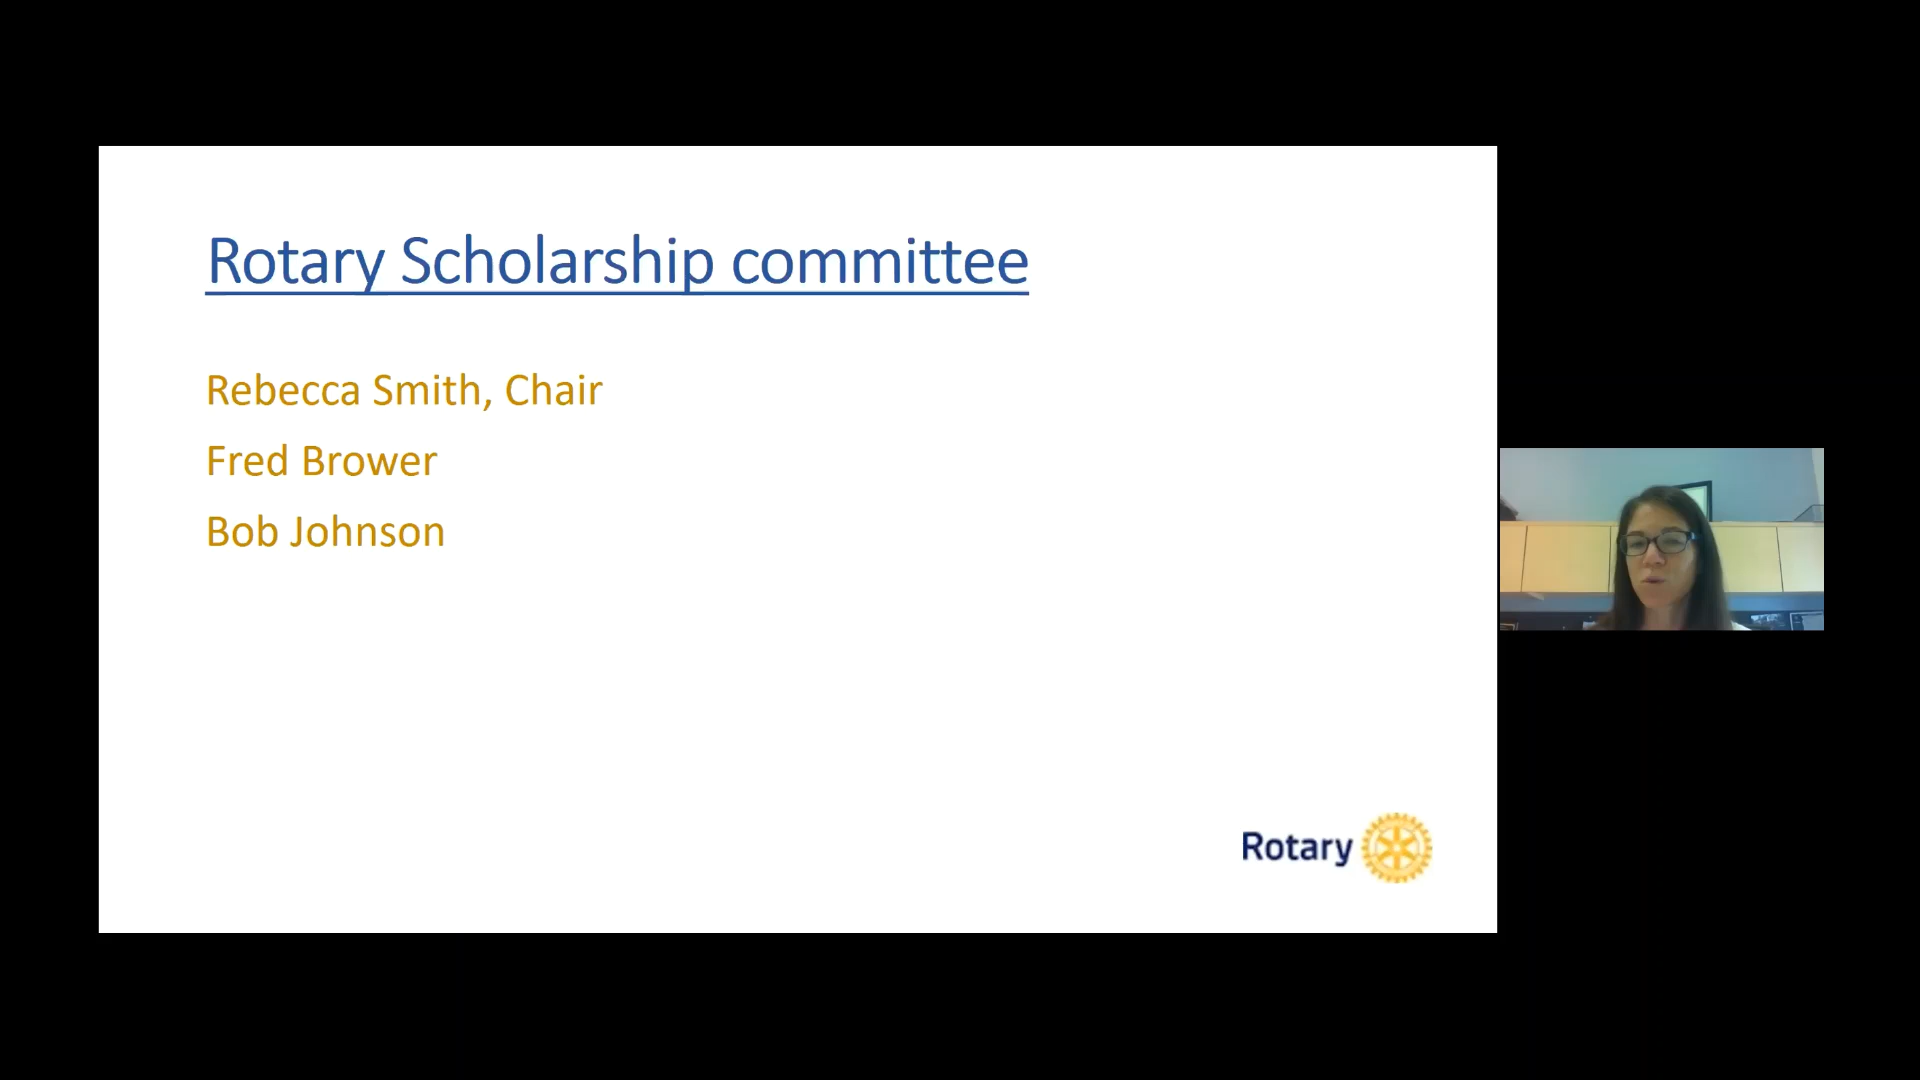 Rotary Scholarship committee
Rebecca Smith, Chair
Fred Brower
Bob Johnson
Rotary